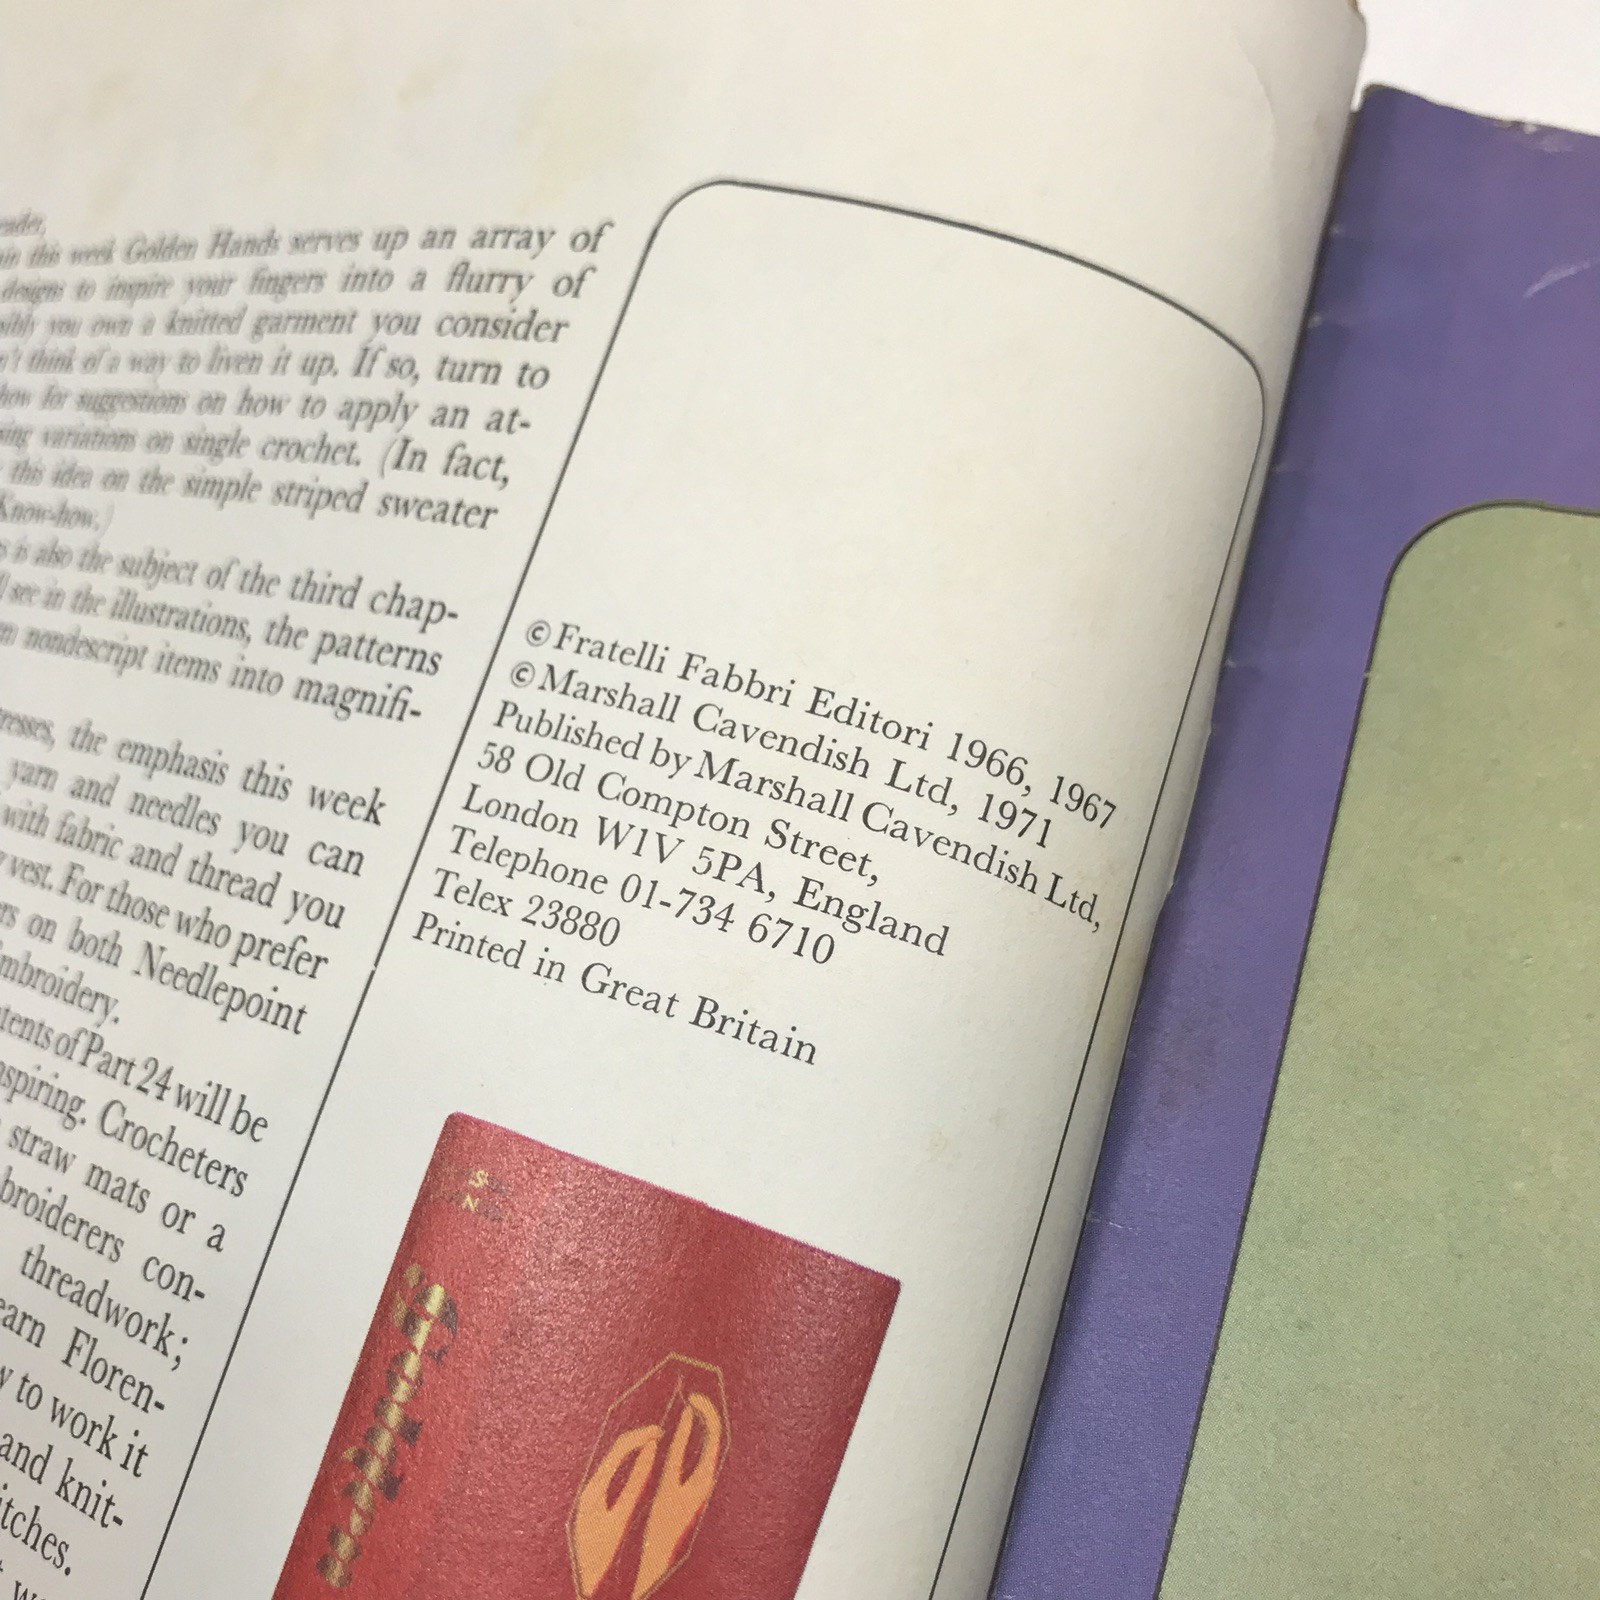 this week Golden Hands serves up an array of
designs to inspire your fingers into a flurry of
you own a knitted garment you consider
think of a way to liven it up. If so, turn to
how for suggestions on how to apply an at-
variations on single crochet. (In fact,
this idea on the simple striped sweater
Know-how.)
is also the subject of the third chap-
see in the illustrations, the patterns
nondescript items into magnifi-
the emphasis this week
yarn and needles you can
with fabric and thread you
vest. For those who prefer
on both Needlepoint
of Part 24 will be
Crocheters
straw mats or a
con-
threadwork;
Floren-
to work it
and knit-
©Fratelli Fabbri Editori 1966, 1967
©Marshall Cavendish Ltd, 1971
Published by Marshall Cavendish Ltd,
58 Old Compton Street,
London W1V 5PA, England
Telephone 01-734 6710
Telex 23880
Printed in Great Britain